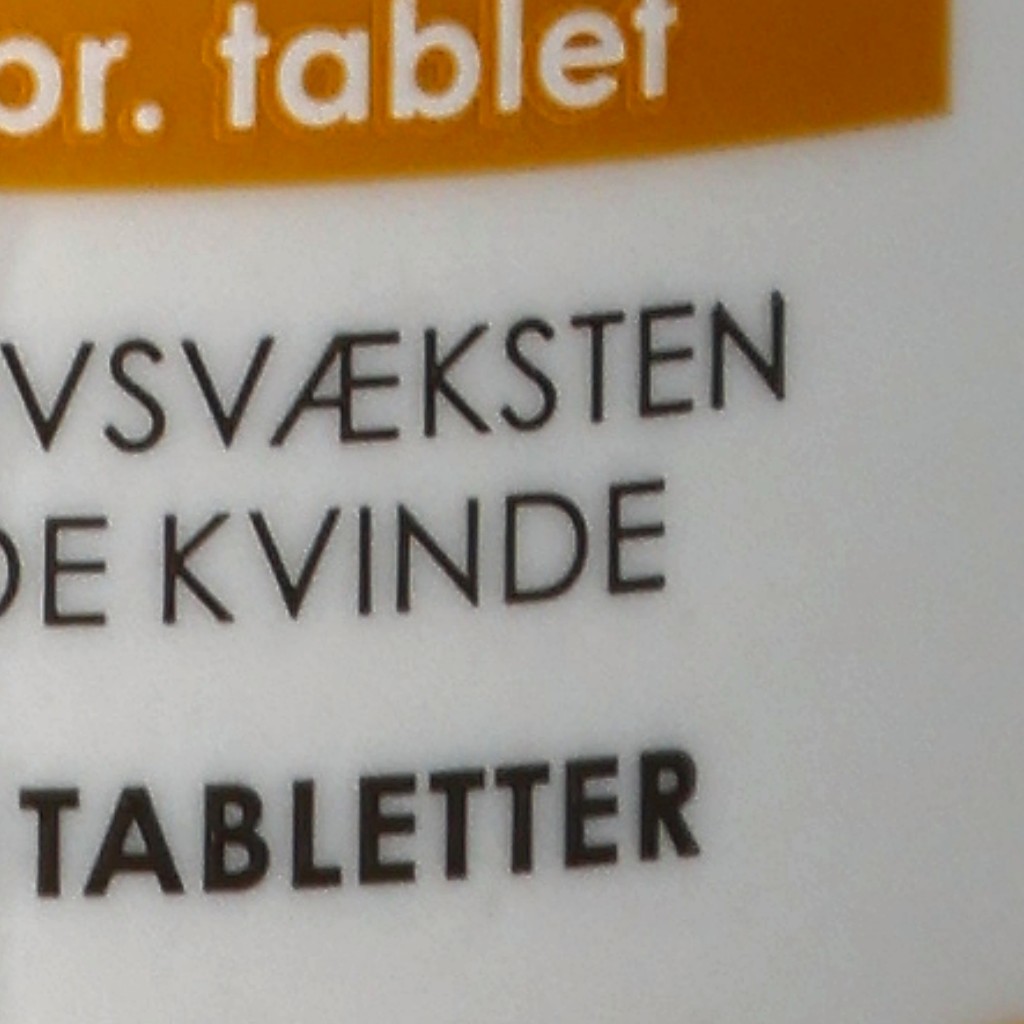 or. tablet
VSVÆKSTEN
DE KVINDE
TABLETTER